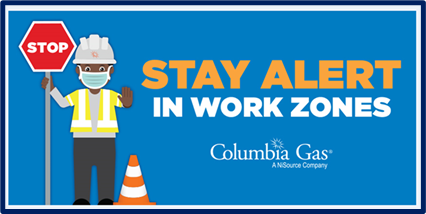 STOP
STAY ALERT
IN WORK ZONES
Columbia Gas®
A NiSource Company